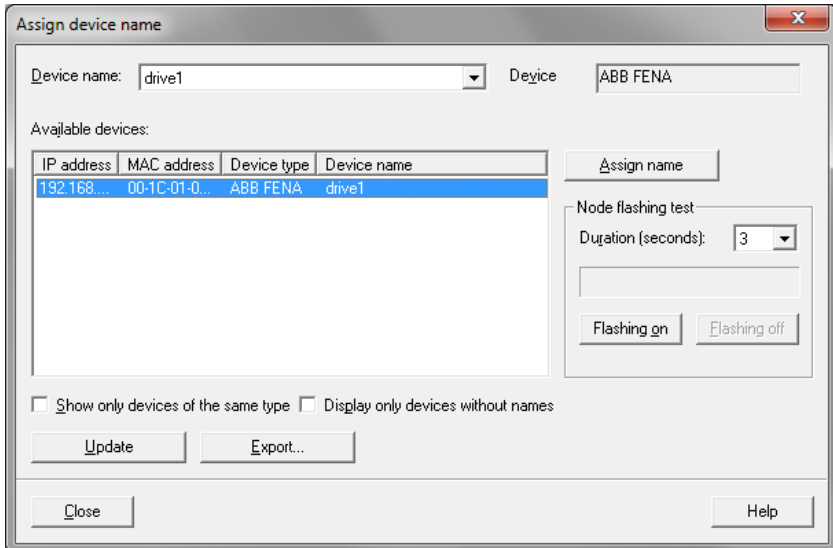 Assign device name
Device name: drive1 Device ABB FENA
Available devices:
IP address MAC address Device type Device name
192.168.... 00-1C-01-0... ABB FENA drive1
Assign name
Node flashing test
Duration (seconds): 3
Flashing on Flashing off
Show only devices of the same type Display only devices without names
Update Export...
Close Help